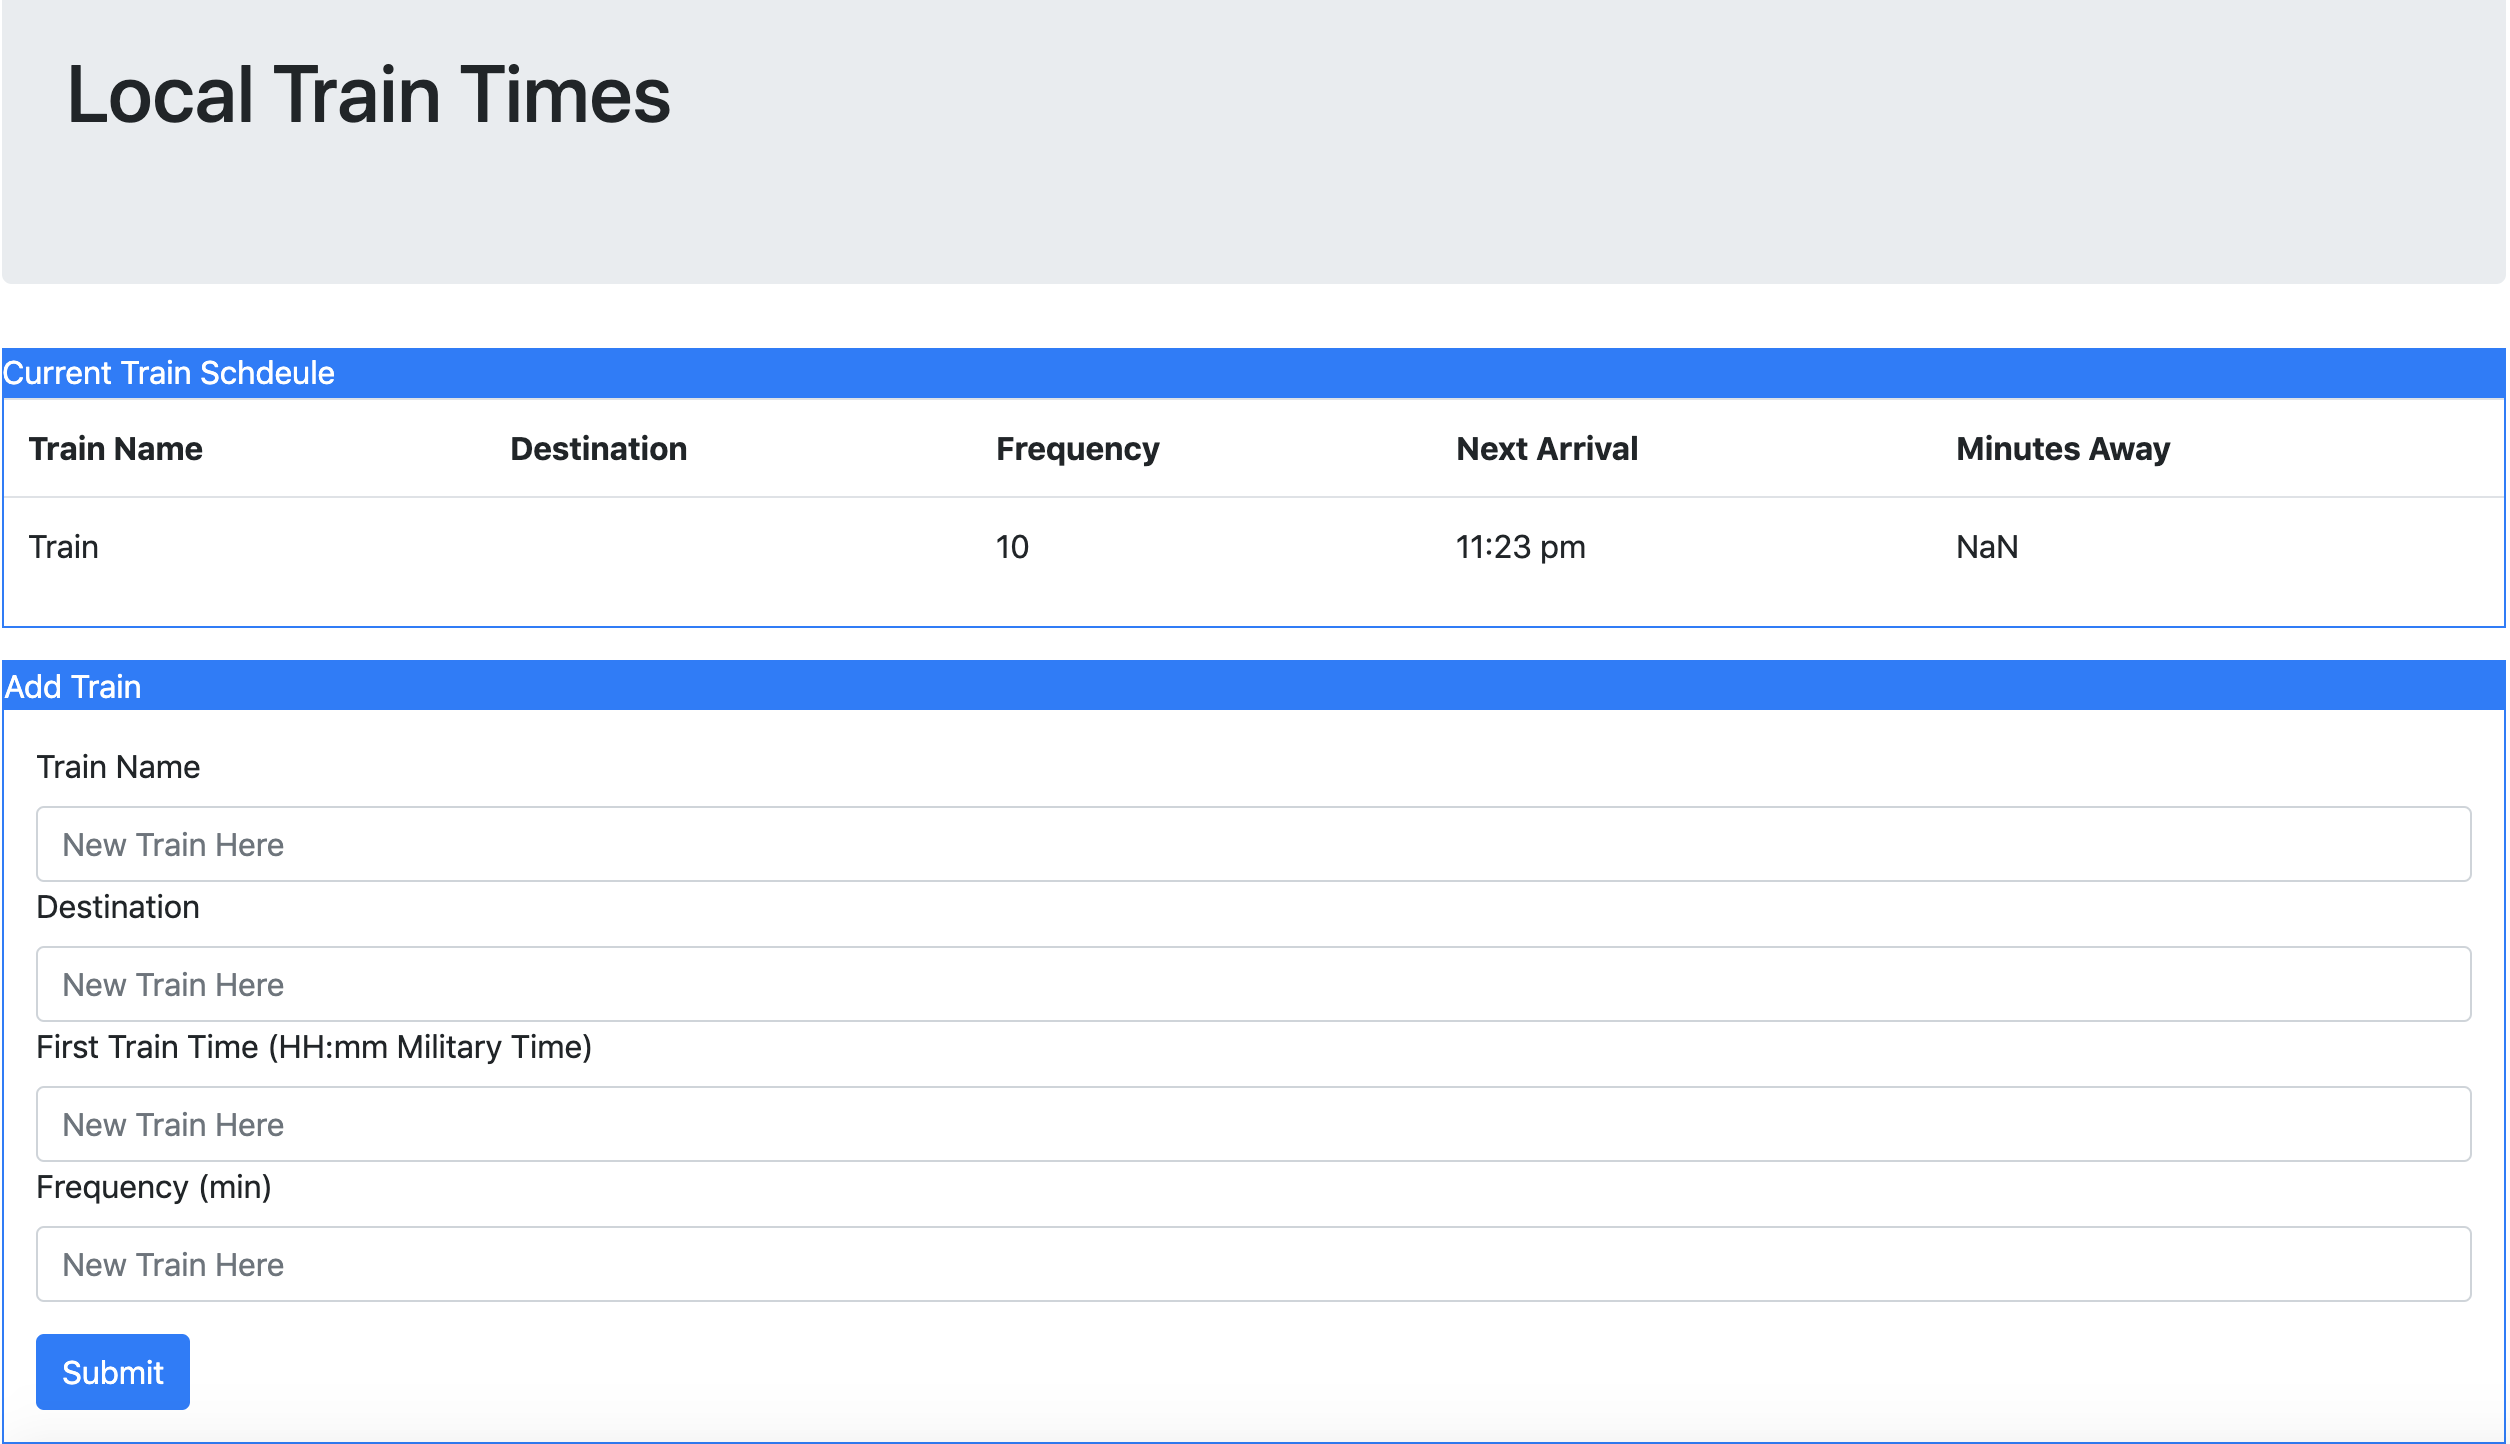 Local Train Times
Current Train Schdeule
Train Name Destination Frequency Next Arrival Minutes Away
Train 10 11:23 pm NaN
Add Train
Train Name
New Train Here
Destination
New Train Here
First Train Time (HH:mm Military Time)
New Train Here
Frequency (min)
New Train Here
Submit